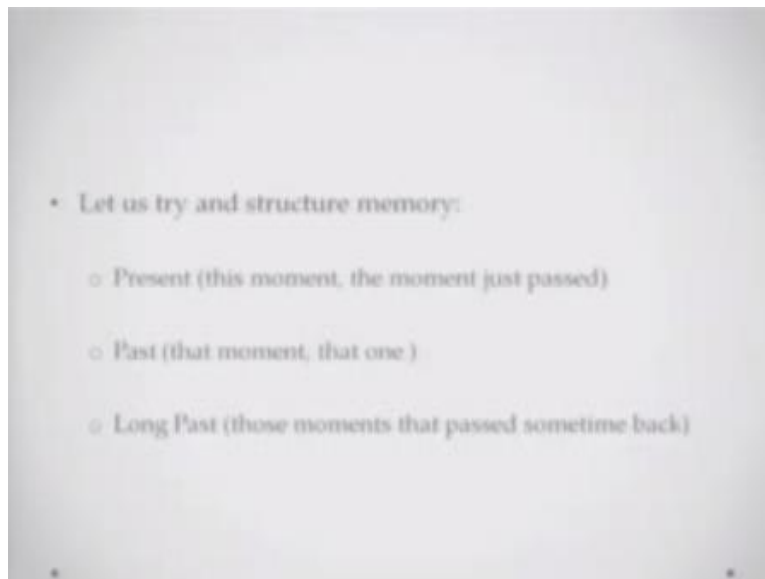 • Let us try and structure memory:
○ Present (this moment, the moment just passed)
○ Past (that moment, that one )
○ Long Past (those moments that passed sometime back)